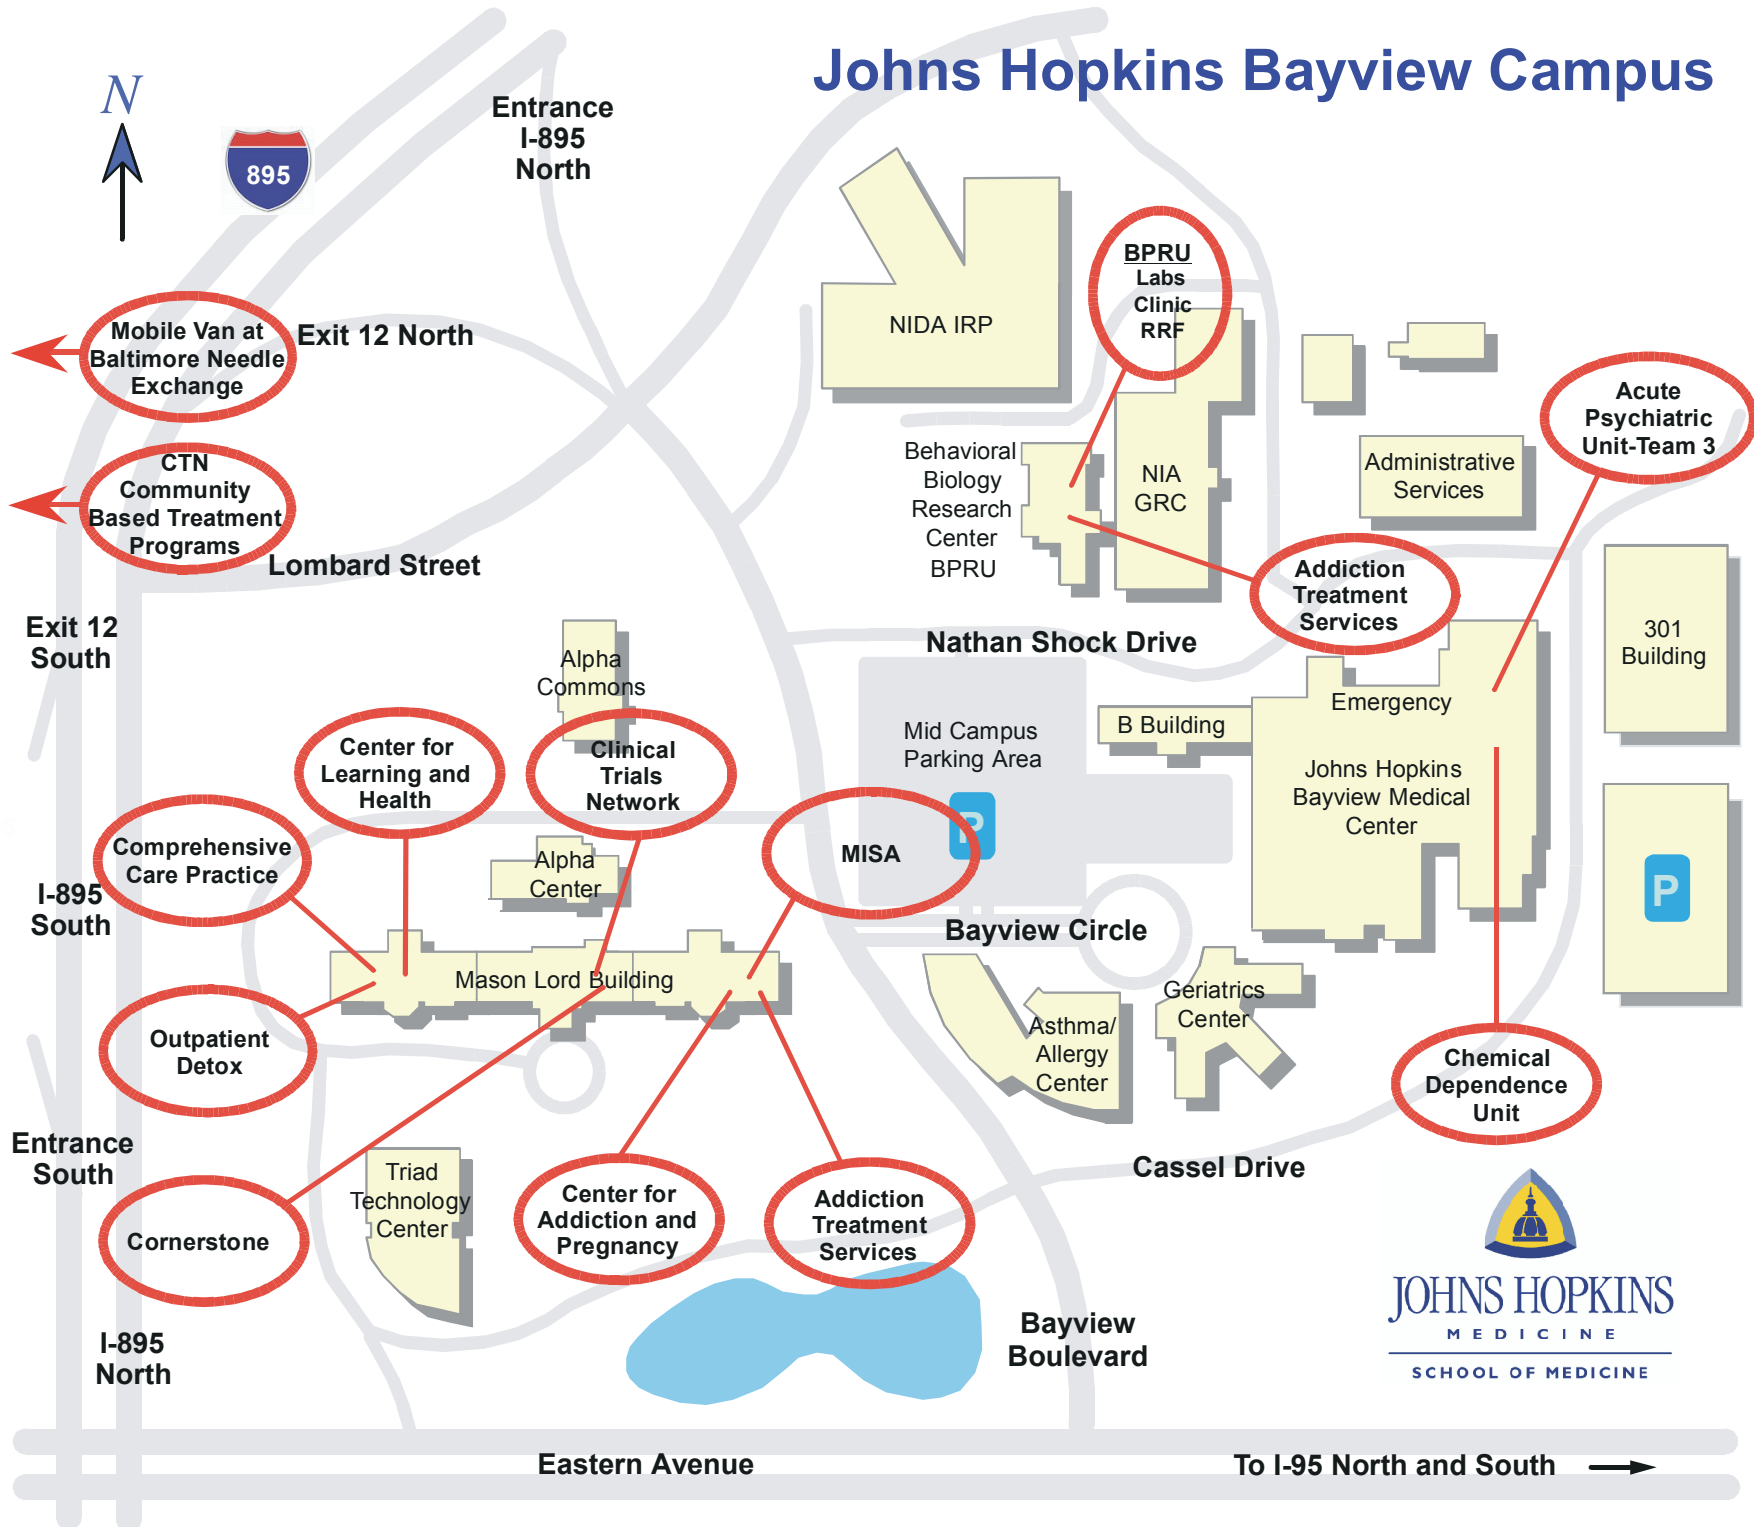 Johns Hopkins Bayview Campus
N
895
Entrance
I-895
North
BPRU
Labs
Clinic
RRF
NIDA IRP
Mobile Van at
Baltimore Needle
Exchange
Exit 12 North
Acute
Psychiatric
Unit-Team 3
CTN
Community
Based Treatment
Programs
Behavioral
Biology
Research
Center
BPRU
NIA
GRC
Administrative
Services
Lombard Street
Addiction
Treatment
Services
Exit 12
South
Nathan Shock Drive
301
Building
Alpha
Commons
Emergency
B Building
Mid Campus
Parking Area
Center for
Learning and
Health
Clinical
Trials
Network
Johns Hopkins
Bayview Medical
Center
P
MISA
Comprehensive
Care Practice
Alpha
Center
I-895
South
P
Bayview Circle
Mason Lord Building
Geriatrics
Center
Asthma/
Allergy
Center
Outpatient
Detox
Chemical
Dependence
Unit
Entrance
South
Cassel Drive
Triad
Technology
Center
Center for
Addiction and
Pregnancy
Addiction
Treatment
Services
Cornerstone
I-895
North
Bayview
Boulevard
JOHNS HOPKINS
MEDICINE
SCHOOL OF MEDICINE
Eastern Avenue
To I-95 North and South